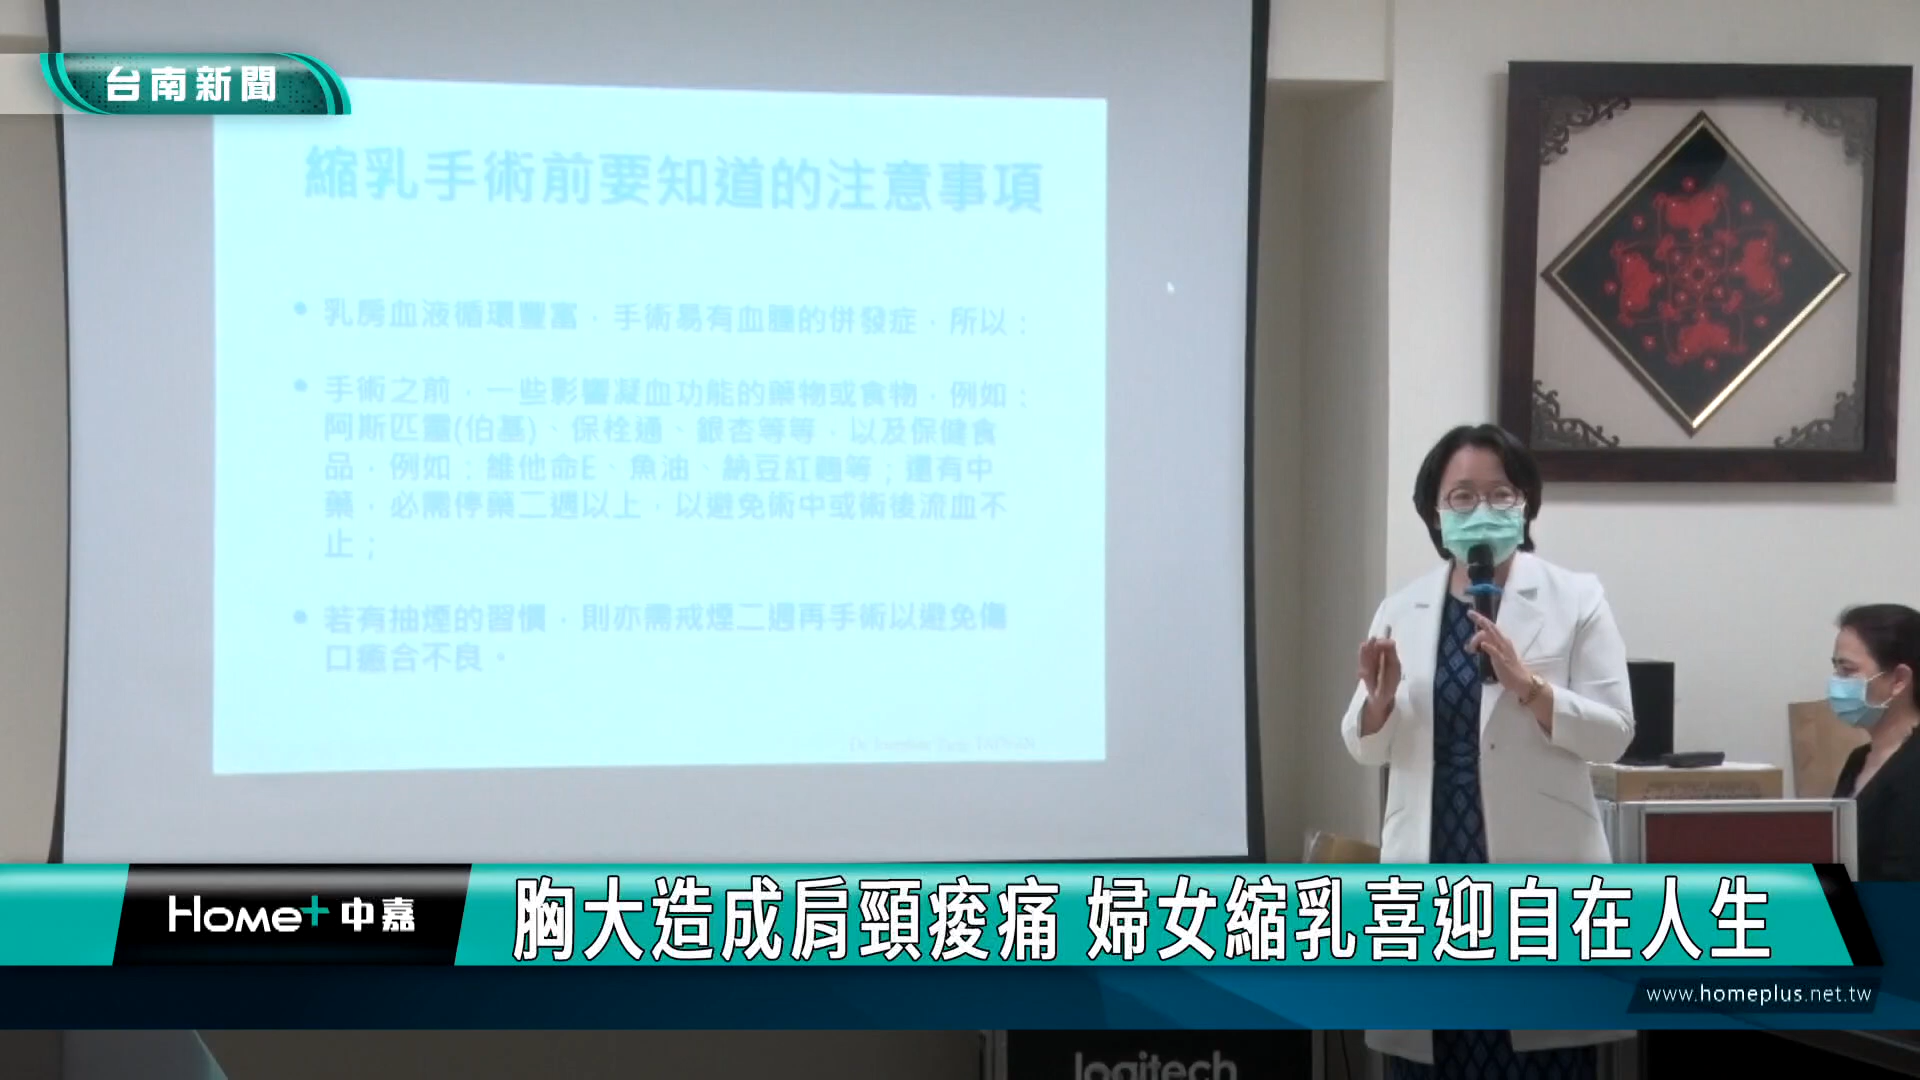 台南新聞
縮乳手術前要知道的注意事項
• 乳房血液循環豐富，手術易有血腫的併發症，所以：
• 手術之前，一些影響凝血功能的藥物或食物，例如：
阿斯匹靈(伯基)、保栓通、銀杏等等，以及保健食
品，例如：維他命E、魚油、納豆紅麴等；還有中
藥，必需停藥二週以上，以避免術中或術後流血不
止；
• 若有抽煙的習慣，則亦需戒煙二週再手術以避免傷
口癒合不良。
Home+ 中嘉
胸大造成肩頸痠痛 婦女縮乳喜迎自在人生
www.homeplus.net.tw
logitech